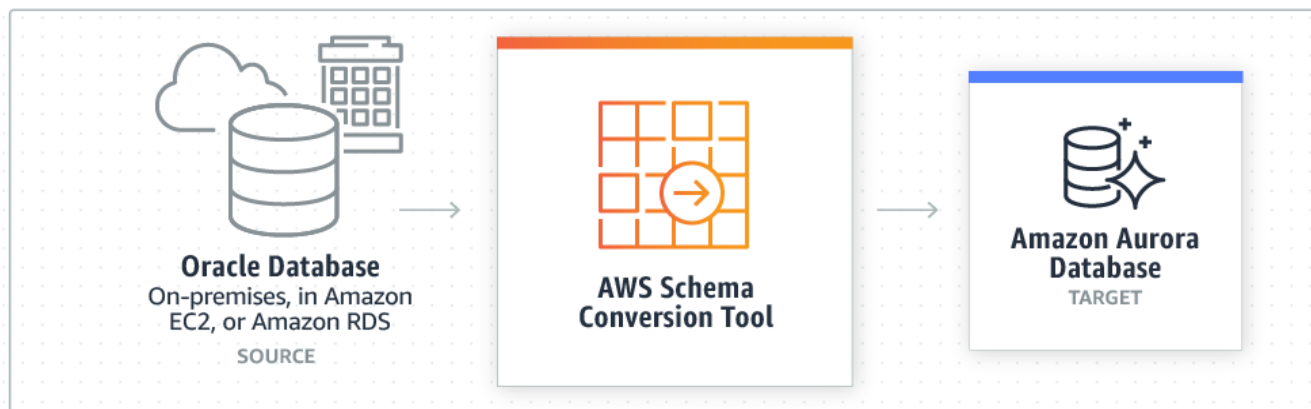 Oracle Database
On-premises, in Amazon
EC2, or Amazon RDS
SOURCE
AWS Schema
Conversion Tool
Amazon Aurora
Database
TARGET